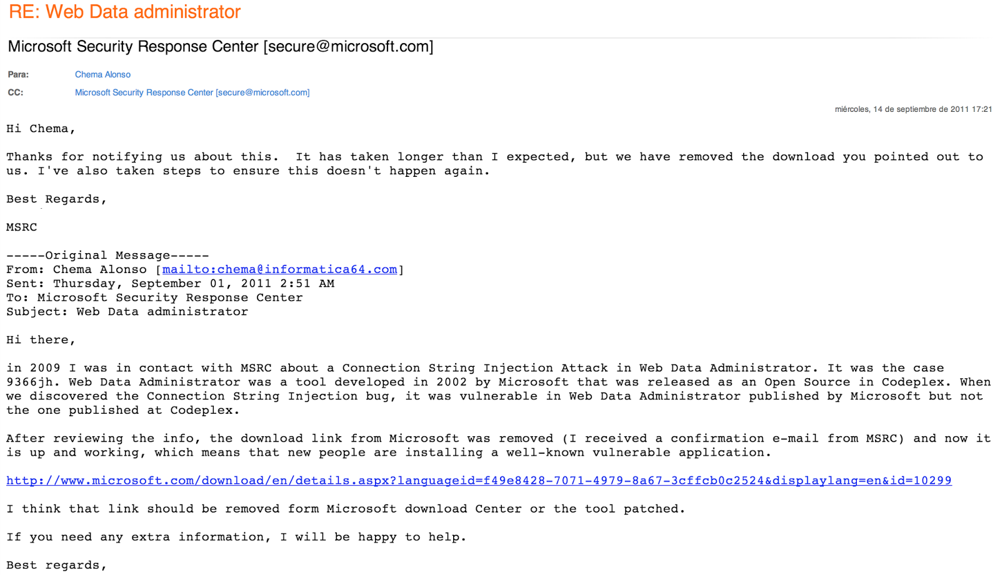 RE: Web Data administrator
Microsoft Security Response Center [secure@microsoft.com]
Para: Chema Alonso
CC: Microsoft Security Response Center [secure@microsoft.com]
miércoles, 14 de septiembre de 2011 17:21
Hi Chema,
Thanks for notifying us about this.  It has taken longer than I expected, but we have removed the download you pointed out to
us. I've also taken steps to ensure this doesn't happen again.
Best Regards,
MSRC
-----Original Message-----
From: Chema Alonso [mailto:chema@informatica64.com]
Sent: Thursday, September 01, 2011 2:51 AM
To: Microsoft Security Response Center
Subject: Web Data administrator
Hi there,
in 2009 I was in contact with MSRC about a Connection String Injection Attack in Web Data Administrator. It was the case
9366jh. Web Data Administrator was a tool developed in 2002 by Microsoft that was released as an Open Source in Codeplex. When
we discovered the Connection String Injection bug, it was vulnerable in Web Data Administrator published by Microsoft but not
the one published at Codeplex.
After reviewing the info, the download link from Microsoft was removed (I received a confirmation e-mail from MSRC) and now it
is up and working, which means that new people are installing a well-known vulnerable application.
http://www.microsoft.com/download/en/details.aspx?languageid=f49e8428-7071-4979-8a67-3cffcb0c2524&displaylang=en&id=10299
I think that link should be removed form Microsoft download Center or the tool patched.
If you need any extra information, I will be happy to help.
Best regards,